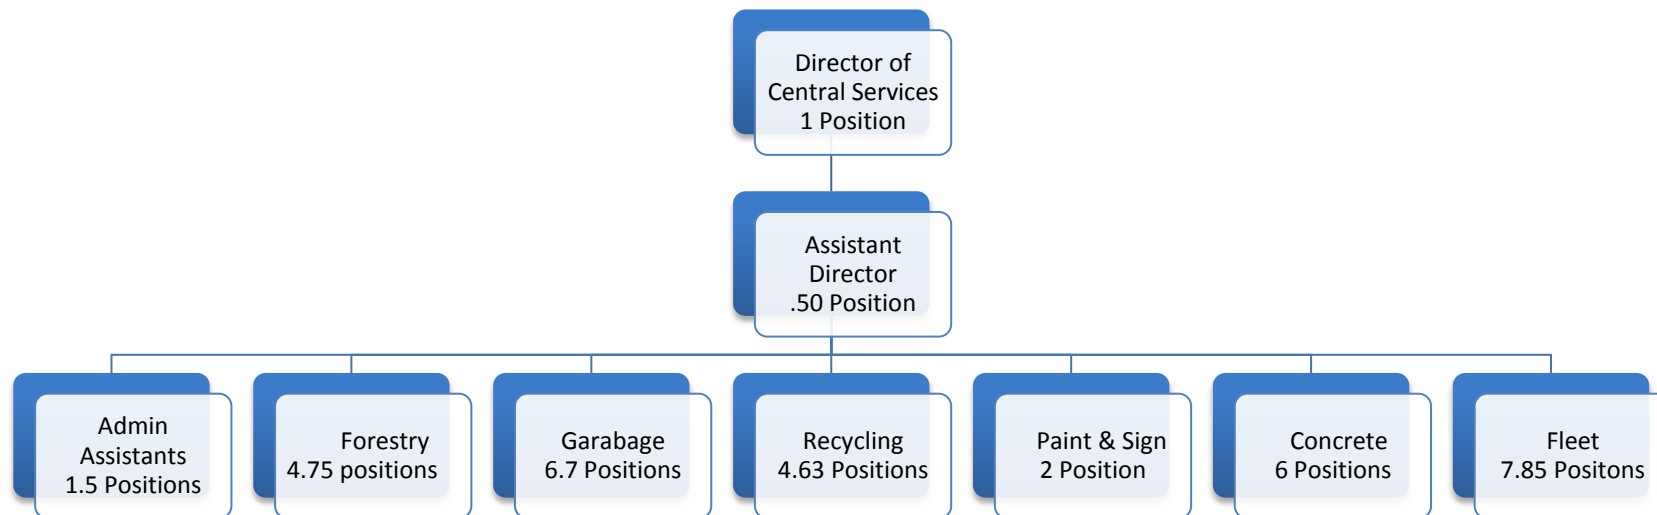 Director of
Central Services
1 Position
Assistant
Director
.50 Position
Admin
Assistants
1.5 Positions
Forestry
4.75 positions
Garabage
6.7 Positions
Recycling
4.63 Positions
Paint & Sign
2 Position
Concrete
6 Positions
Fleet
7.85 Positons